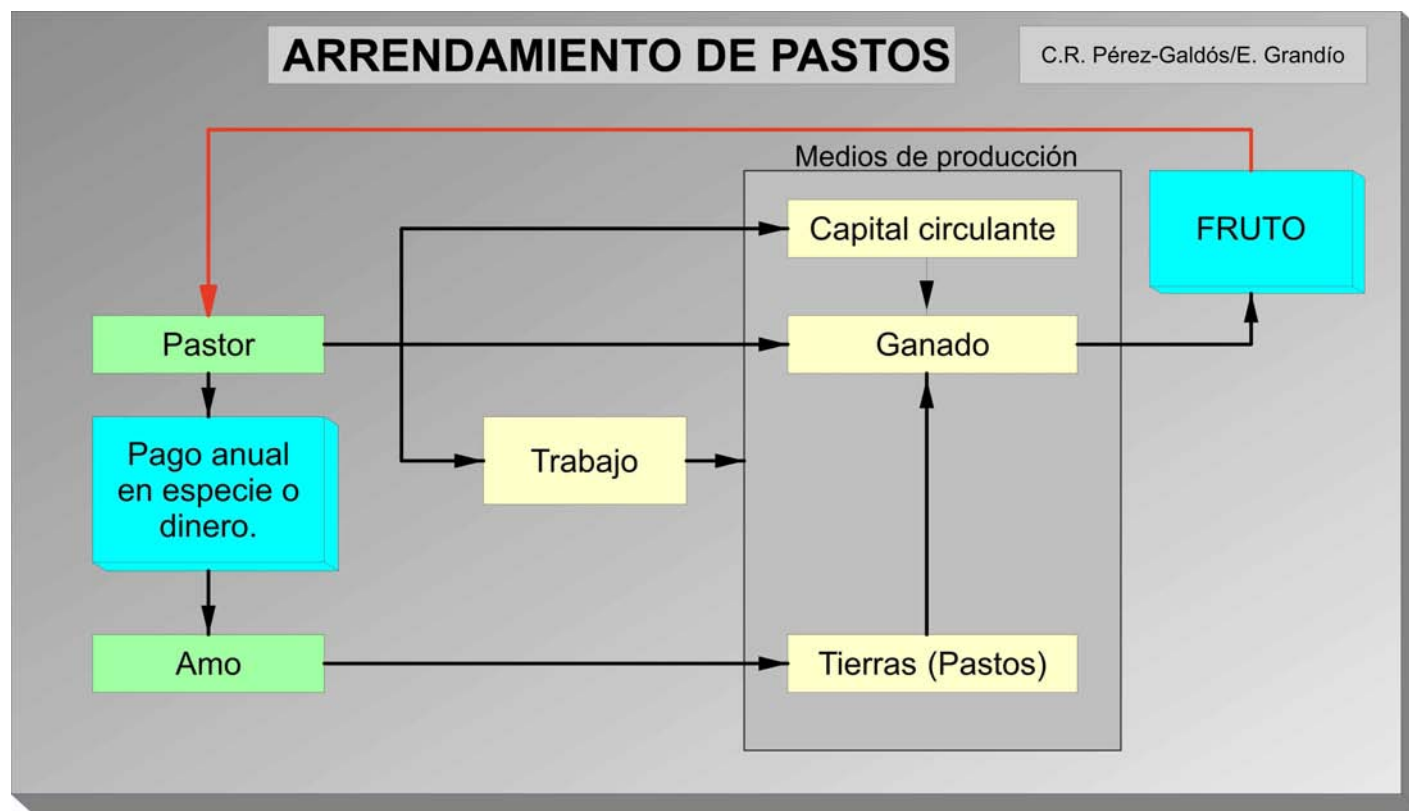 ARRENDAMIENTO DE PASTOS
C.R. Pérez-Galdós/E. Grandío
Medios de producción
Capital circulante
FRUTO
Pastor
Ganado
Pago anual
en especie o
dinero.
Trabajo
Amo
Tierras (Pastos)